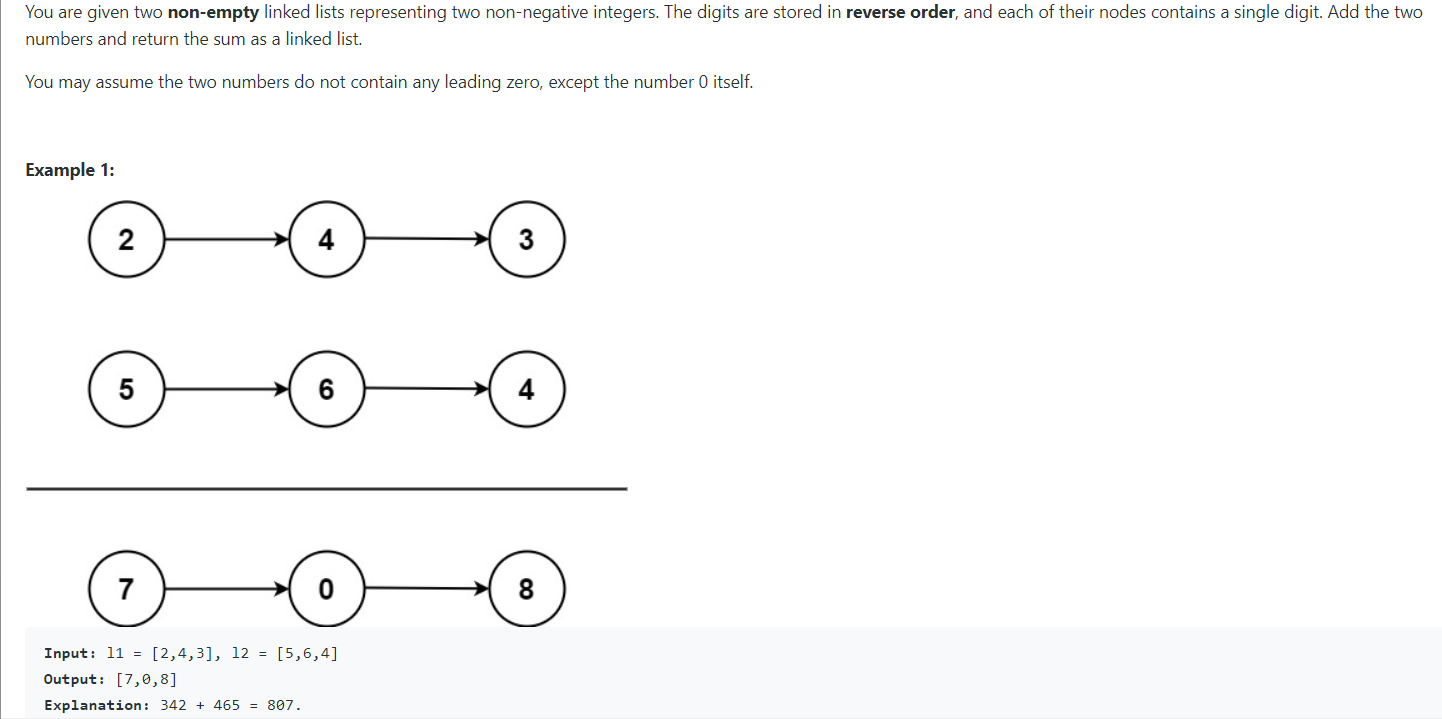 You are given two non-empty linked lists representing two non-negative integers. The digits are stored in reverse order, and each of their nodes contains a single digit. Add the two
numbers and return the sum as a linked list.
You may assume the two numbers do not contain any leading zero, except the number 0 itself.
Example 1:
2 4 3
5 6 4
7 0 8
Input: l1 = [2,4,3], l2 = [5,6,4]
Output: [7,0,8]
Explanation: 342 + 465 = 807.